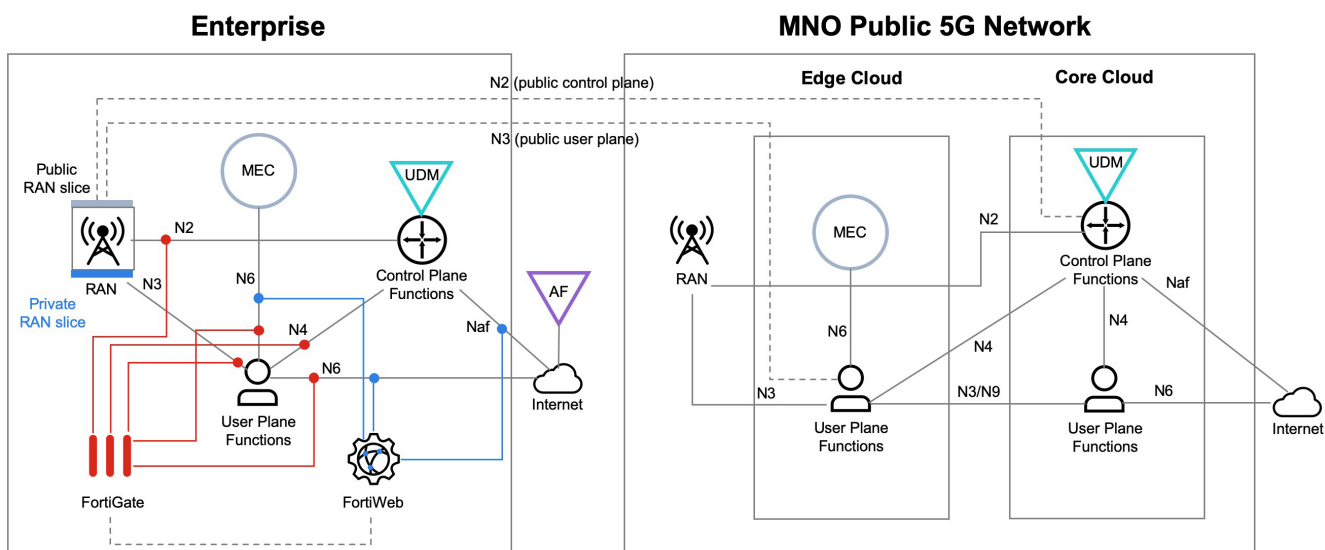 Enterprise
MNO Public 5G Network
N2 (public control plane)
Edge Cloud
Core Cloud
N3 (public user plane)
Public
RAN slice
MEC
UDM
N2
RAN
N3
Private
RAN slice
N6
Control Plane
Functions
AF
N4
Naf
N6
Internet
User Plane
Functions
FortiGate
FortiWeb
UDM
MEC
N2
RAN
Control Plane
Functions
Naf
N6
N4
N4
N3
N3/N9
N6
User Plane
Functions
User Plane
Functions
Internet